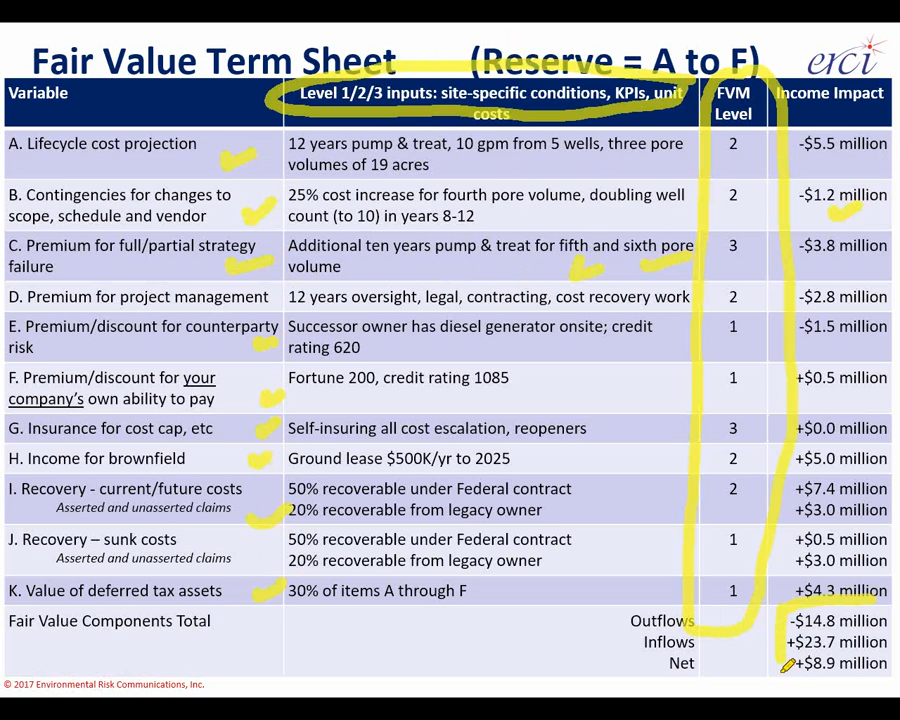 Fair Value Term Sheet (Reserve = A to F)
erci
Variable
Level 1/2/3 inputs: site-specific conditions, KPIs, unit
costs
FVM
Level
Income Impact
A. Lifecycle cost projection
12 years pump & treat, 10 gpm from 5 wells, three pore
volumes of 19 acres
2
-$5.5 million
B. Contingencies for changes to
scope, schedule and vendor
25% cost increase for fourth pore volume, doubling well
count (to 10) in years 8-12
2
-$1.2 million
C. Premium for full/partial strategy
failure
Additional ten years pump & treat for fifth and sixth pore
volume
3
-$3.8 million
D. Premium for project management
12 years oversight, legal, contracting, cost recovery work
2
-$2.8 million
E. Premium/discount for counterparty
risk
Successor owner has diesel generator onsite; credit
rating 620
1
-$1.5 million
F. Premium/discount for your
company's own ability to pay
Fortune 200, credit rating 1085
1
+$0.5 million
G. Insurance for cost cap, etc
Self-insuring all cost escalation, reopeners
3
+$0.0 million
H. Income for brownfield
Ground lease $500K/yr to 2025
2
+$5.0 million
I. Recovery - current/future costs
Asserted and unasserted claims
50% recoverable under Federal contract
20% recoverable from legacy owner
2
+$7.4 million
+$3.0 million
J. Recovery – sunk costs
Asserted and unasserted claims
50% recoverable under Federal contract
20% recoverable from legacy owner
1
+$0.5 million
+$3.0 million
K. Value of deferred tax assets
30% of items A through F
1
+$4.3 million
Fair Value Components Total
Outflows
Inflows
Net
-$14.8 million
+$23.7 million
+$8.9 million
© 2017 Environmental Risk Communications, Inc.